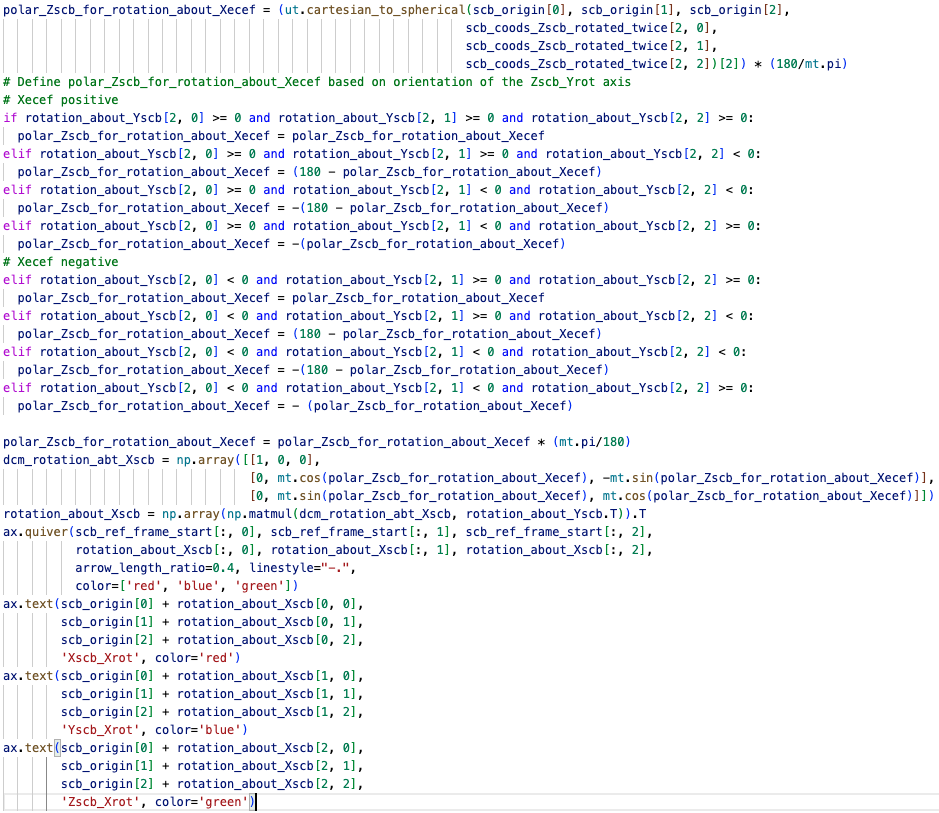 polar_Zscb_for_rotation_about_Xecef = (ut.cartesian_to_spherical(scb_origin[0], scb_origin[1], scb_origin[2],
scb_coods_Zscb_rotated_twice[2, 0],
scb_coods_Zscb_rotated_twice[2, 1],
scb_coods_Zscb_rotated_twice[2, 2])[2]) * (180/mt.pi)
# Define polar_Zscb_for_rotation_about_Xecef based on orientation of the Zscb_Yrot axis
# Xecef positive
if rotation_about_Yscb[2, 0] >= 0 and rotation_about_Yscb[2, 1] >= 0 and rotation_about_Yscb[2, 2] >= 0:
polar_Zscb_for_rotation_about_Xecef = polar_Zscb_for_rotation_about_Xecef
elif rotation_about_Yscb[2, 0] >= 0 and rotation_about_Yscb[2, 1] >= 0 and rotation_about_Yscb[2, 2] < 0:
polar_Zscb_for_rotation_about_Xecef = (180 - polar_Zscb_for_rotation_about_Xecef)
elif rotation_about_Yscb[2, 0] >= 0 and rotation_about_Yscb[2, 1] < 0 and rotation_about_Yscb[2, 2] < 0:
polar_Zscb_for_rotation_about_Xecef = -(180 - polar_Zscb_for_rotation_about_Xecef)
elif rotation_about_Yscb[2, 0] >= 0 and rotation_about_Yscb[2, 1] < 0 and rotation_about_Yscb[2, 2] >= 0:
polar_Zscb_for_rotation_about_Xecef = -(polar_Zscb_for_rotation_about_Xecef)
# Xecef negative
elif rotation_about_Yscb[2, 0] < 0 and rotation_about_Yscb[2, 1] >= 0 and rotation_about_Yscb[2, 2] >= 0:
polar_Zscb_for_rotation_about_Xecef = polar_Zscb_for_rotation_about_Xecef
elif rotation_about_Yscb[2, 0] < 0 and rotation_about_Yscb[2, 1] >= 0 and rotation_about_Yscb[2, 2] < 0:
polar_Zscb_for_rotation_about_Xecef = (180 - polar_Zscb_for_rotation_about_Xecef)
elif rotation_about_Yscb[2, 0] < 0 and rotation_about_Yscb[2, 1] < 0 and rotation_about_Yscb[2, 2] < 0:
polar_Zscb_for_rotation_about_Xecef = -(180 - polar_Zscb_for_rotation_about_Xecef)
elif rotation_about_Yscb[2, 0] < 0 and rotation_about_Yscb[2, 1] < 0 and rotation_about_Yscb[2, 2] >= 0:
polar_Zscb_for_rotation_about_Xecef = - (polar_Zscb_for_rotation_about_Xecef)
polar_Zscb_for_rotation_about_Xecef = polar_Zscb_for_rotation_about_Xecef * (mt.pi/180)
dcm_rotation_abt_Xscb = np.array([[1, 0, 0],
[0, mt.cos(polar_Zscb_for_rotation_about_Xecef), -mt.sin(polar_Zscb_for_rotation_about_Xecef)],
[0, mt.sin(polar_Zscb_for_rotation_about_Xecef), mt.cos(polar_Zscb_for_rotation_about_Xecef)]])
rotation_about_Xscb = np.array(np.matmul(dcm_rotation_abt_Xscb, rotation_about_Yscb.T)).T
ax.quiver(scb_ref_frame_start[:, 0], scb_ref_frame_start[:, 1], scb_ref_frame_start[:, 2],
rotation_about_Xscb[:, 0], rotation_about_Xscb[:, 1], rotation_about_Xscb[:, 2],
arrow_length_ratio=0.4, linestyle="-.",
color=['red', 'blue', 'green'])
ax.text(scb_origin[0] + rotation_about_Xscb[0, 0],
scb_origin[1] + rotation_about_Xscb[0, 1],
scb_origin[2] + rotation_about_Xscb[0, 2],
'Xscb_Xrot', color='red')
ax.text(scb_origin[0] + rotation_about_Xscb[1, 0],
scb_origin[1] + rotation_about_Xscb[1, 1],
scb_origin[2] + rotation_about_Xscb[1, 2],
'Yscb_Xrot', color='blue')
ax.text(scb_origin[0] + rotation_about_Xscb[2, 0],
scb_origin[1] + rotation_about_Xscb[2, 1],
scb_origin[2] + rotation_about_Xscb[2, 2],
'Zscb_Xrot', color='green')